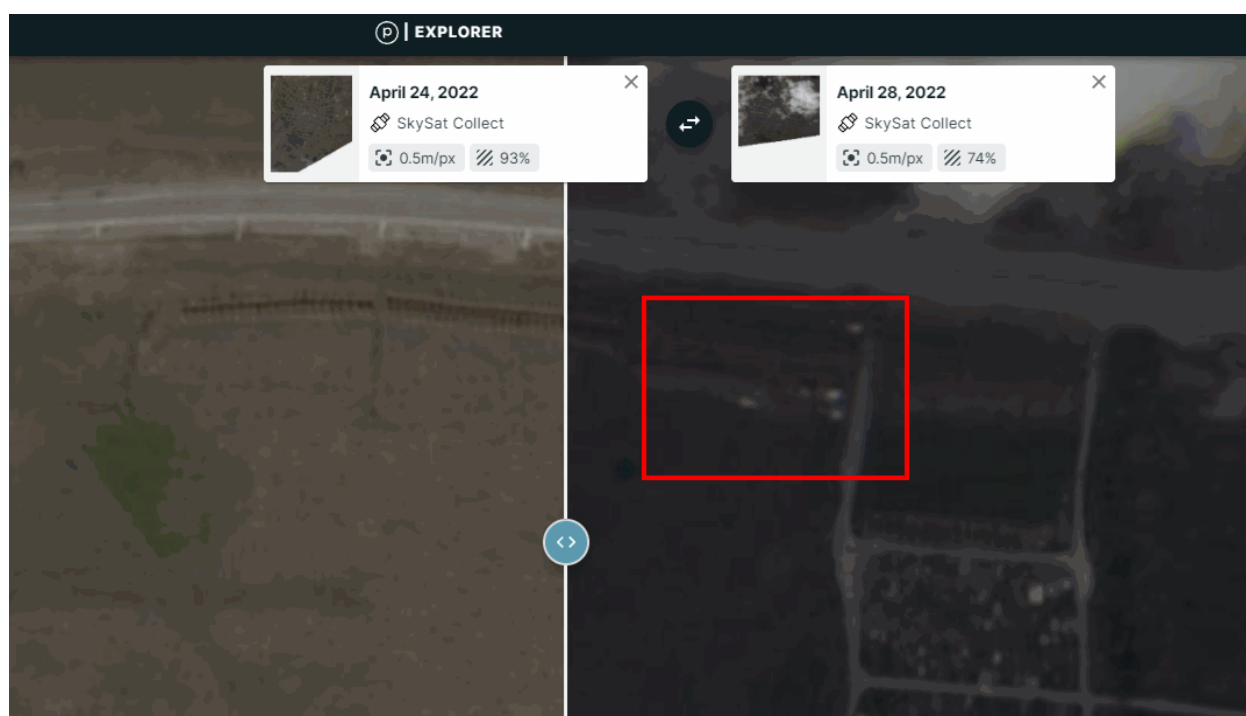 p | EXPLORER
April 24, 2022
SkySat Collect
0.5m/px 93%
April 28, 2022
SkySat Collect
0.5m/px 74%